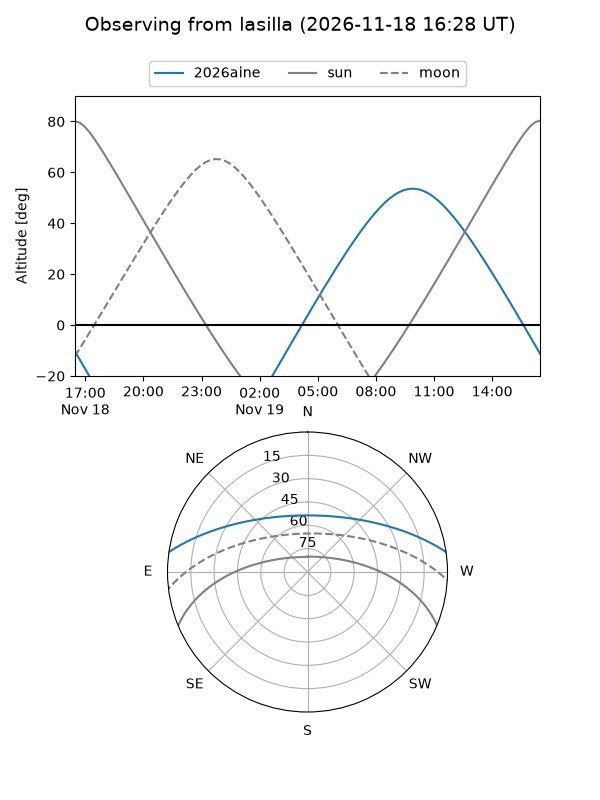 Observing from lasilla (2026-11-18 16:28 UT)
2026aine sun moon
Altitude [deg]
80
60
40
20
0
−20
17:00 20:00 23:00 02:00 05:00 08:00 11:00 14:00
Nov 18 Nov 19
N
NE NW
15
30
45
60
75
E W
SE SW
S